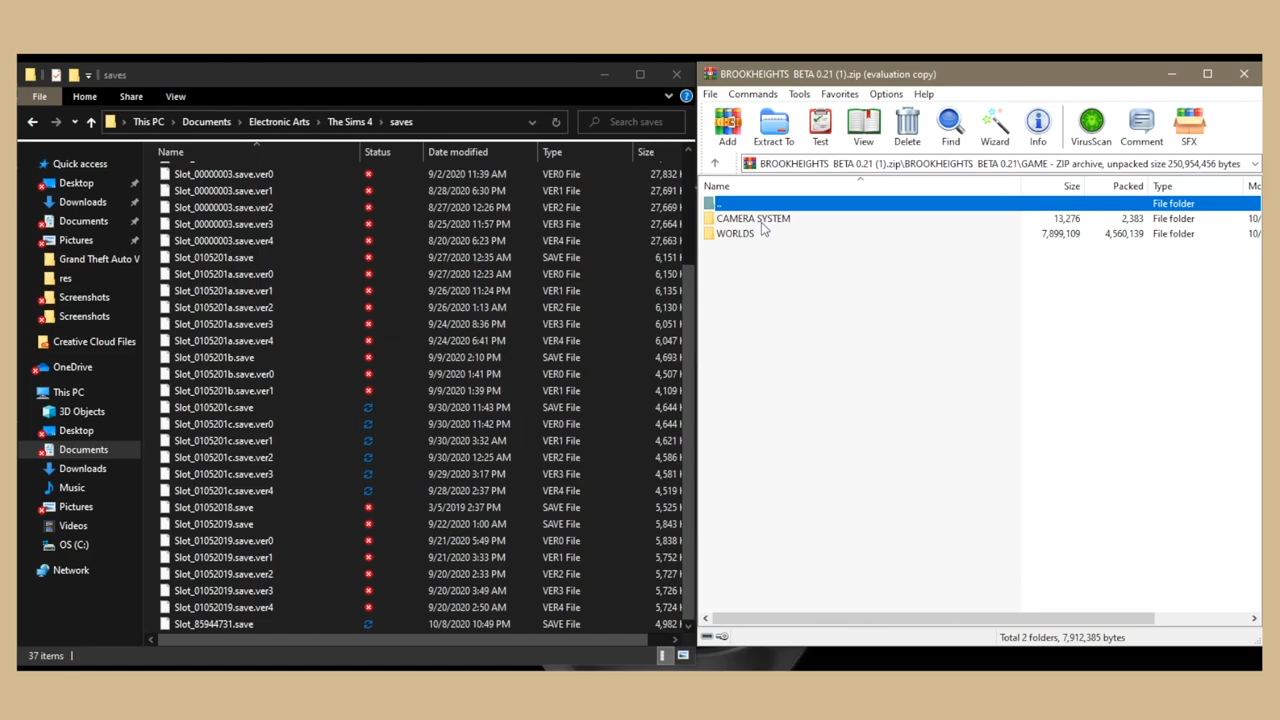 saves
File Home Share View
This PC Documents Electronic Arts The Sims 4 saves
Search saves
Name Status Date modified Type Size
Quick access
Desktop
Downloads
Documents
Pictures
Grand Theft Auto V
res
Screenshots
Screenshots
Creative Cloud Files
OneDrive
This PC
3D Objects
Desktop
Documents
Downloads
Music
Pictures
Videos
OS (C:)
Network
Slot_00000003.save.ver0 9/2/2020 11:39 AM VER0 File 27,832
Slot_00000003.save.ver1 8/28/2020 6:30 PM VER1 File 27,691
Slot_00000003.save.ver2 8/27/2020 12:26 PM VER2 File 27,669
Slot_00000003.save.ver3 8/25/2020 11:57 PM VER3 File 27,664
Slot_00000003.save.ver4 8/20/2020 6:23 PM VER4 File 27,663
Slot_0105201a.save 9/27/2020 12:35 AM SAVE File 6,151
Slot_0105201a.save.ver0 9/27/2020 12:23 AM VER0 File 6,150
Slot_0105201a.save.ver1 9/26/2020 11:24 PM VER1 File 6,135
Slot_0105201a.save.ver2 9/26/2020 1:13 AM VER2 File 6,130
Slot_0105201a.save.ver3 9/24/2020 8:36 PM VER3 File 6,051
Slot_0105201a.save.ver4 9/24/2020 6:41 PM VER4 File 6,047
Slot_0105201b.save 9/9/2020 2:10 PM SAVE File 4,693
Slot_0105201b.save.ver0 9/9/2020 1:41 PM VER0 File 4,507
Slot_0105201b.save.ver1 9/9/2020 1:39 PM VER1 File 4,109
Slot_0105201c.save 9/30/2020 11:43 PM SAVE File 4,644
Slot_0105201c.save.ver0 9/30/2020 11:42 PM VER0 File 4,644
Slot_0105201c.save.ver1 9/30/2020 3:32 AM VER1 File 4,621
Slot_0105201c.save.ver2 9/30/2020 12:25 AM VER2 File 4,586
Slot_0105201c.save.ver3 9/29/2020 3:17 PM VER3 File 4,581
Slot_0105201c.save.ver4 9/28/2020 2:37 PM VER4 File 4,519
Slot_01052018.save 3/5/2019 2:37 PM SAVE File 5,525
Slot_01052019.save 9/22/2020 1:00 AM SAVE File 5,843
Slot_01052019.save.ver0 9/21/2020 5:49 PM VER0 File 5,838
Slot_01052019.save.ver1 9/21/2020 3:33 PM VER1 File 5,752
Slot_01052019.save.ver2 9/20/2020 2:33 PM VER2 File 5,727
Slot_01052019.save.ver3 9/20/2020 3:49 AM VER3 File 5,726
Slot_01052019.save.ver4 9/20/2020 2:50 AM VER4 File 5,724
Slot_85944731.save 10/8/2020 10:49 PM SAVE File 4,982
37 items
BROOKHEIGHTS BETA 0.21 (1).zip (evaluation copy)
File Commands Tools Favorites Options Help
Add Extract To Test View Delete Find Wizard Info VirusScan Comment SFX
BROOKHEIGHTS BETA 0.21 (1).zip\BROOKHEIGHTS BETA 0.21\GAME - ZIP archive, unpacked size 250,954,456 bytes
Name Size Packed Type Mo
.. File folder
CAMERA SYSTEM 13,276 2,383 File folder 10/
WORLDS 7,899,109 4,560,139 File folder 10/
Total 2 folders, 7,912,385 bytes